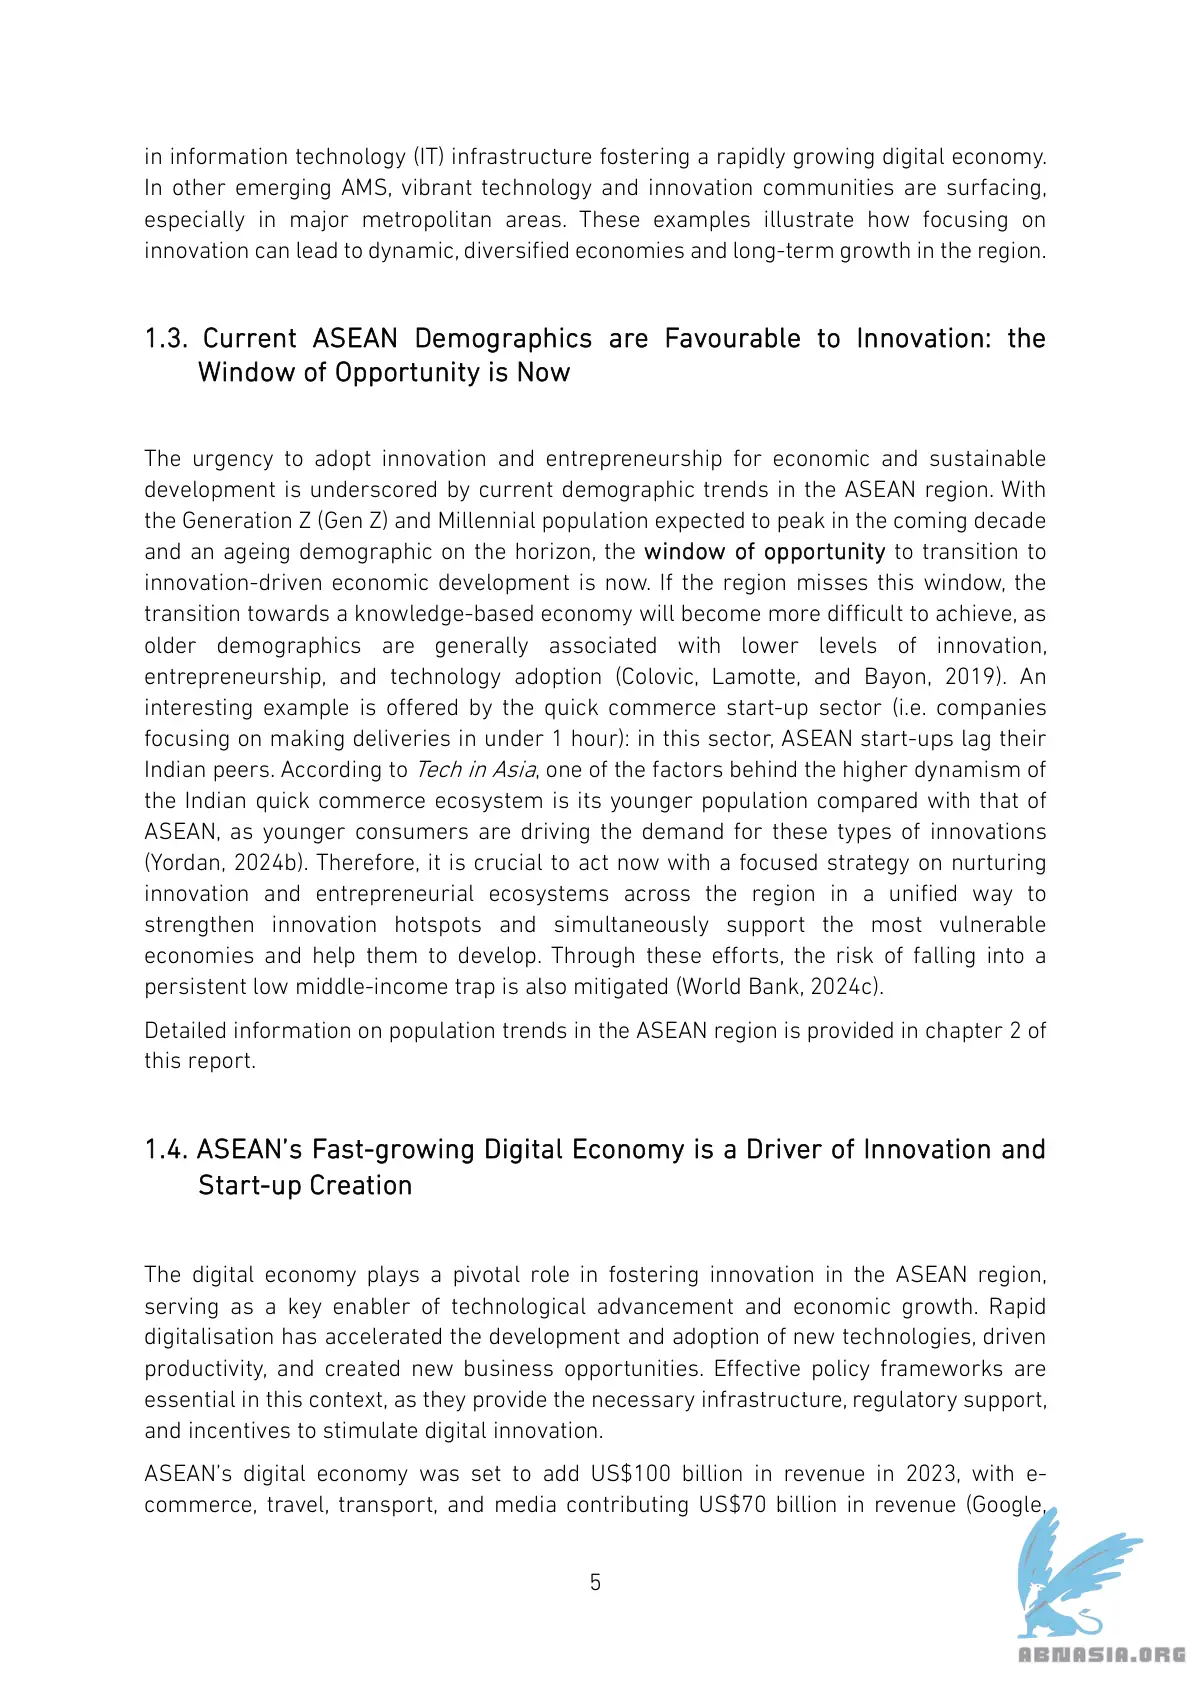 in information technology (IT) infrastructure fostering a rapidly growing digital economy.
In other emerging AMS, vibrant technology and innovation communities are surfacing,
especially in major metropolitan areas. These examples illustrate how focusing on
innovation can lead to dynamic, diversified economies and long-term growth in the region.
1.3. Current ASEAN Demographics are Favourable to Innovation: the
Window of Opportunity is Now
The urgency to adopt innovation and entrepreneurship for economic and sustainable
development is underscored by current demographic trends in the ASEAN region. With
the Generation Z (Gen Z) and Millennial population expected to peak in the coming decade
and an ageing demographic on the horizon, the window of opportunity to transition to
innovation-driven economic development is now. If the region misses this window, the
transition towards a knowledge-based economy will become more difficult to achieve, as
older demographics are generally associated with lower levels of innovation,
entrepreneurship, and technology adoption (Colovic, Lamotte, and Bayon, 2019). An
interesting example is offered by the quick commerce start-up sector (i.e. companies
focusing on making deliveries in under 1 hour): in this sector, ASEAN start-ups lag their
Indian peers. According to Tech in Asia, one of the factors behind the higher dynamism of
the Indian quick commerce ecosystem is its younger population compared with that of
ASEAN, as younger consumers are driving the demand for these types of innovations
(Yordan, 2024b). Therefore, it is crucial to act now with a focused strategy on nurturing
innovation and entrepreneurial ecosystems across the region in a unified way to
strengthen innovation hotspots and simultaneously support the most vulnerable
economies and help them to develop. Through these efforts, the risk of falling into a
persistent low middle-income trap is also mitigated (World Bank, 2024c).
Detailed information on population trends in the ASEAN region is provided in chapter 2 of
this report.
1.4. ASEAN's Fast-growing Digital Economy is a Driver of Innovation and
Start-up Creation
The digital economy plays a pivotal role in fostering innovation in the ASEAN region,
serving as a key enabler of technological advancement and economic growth. Rapid
digitalisation has accelerated the development and adoption of new technologies, driven
productivity, and created new business opportunities. Effective policy frameworks are
essential in this context, as they provide the necessary infrastructure, regulatory support,
and incentives to stimulate digital innovation.
ASEAN's digital economy was set to add US$100 billion in revenue in 2023, with e-
commerce, travel, transport, and media contributing US$70 billion in revenue (Google,
5
ABNASIA.ORG